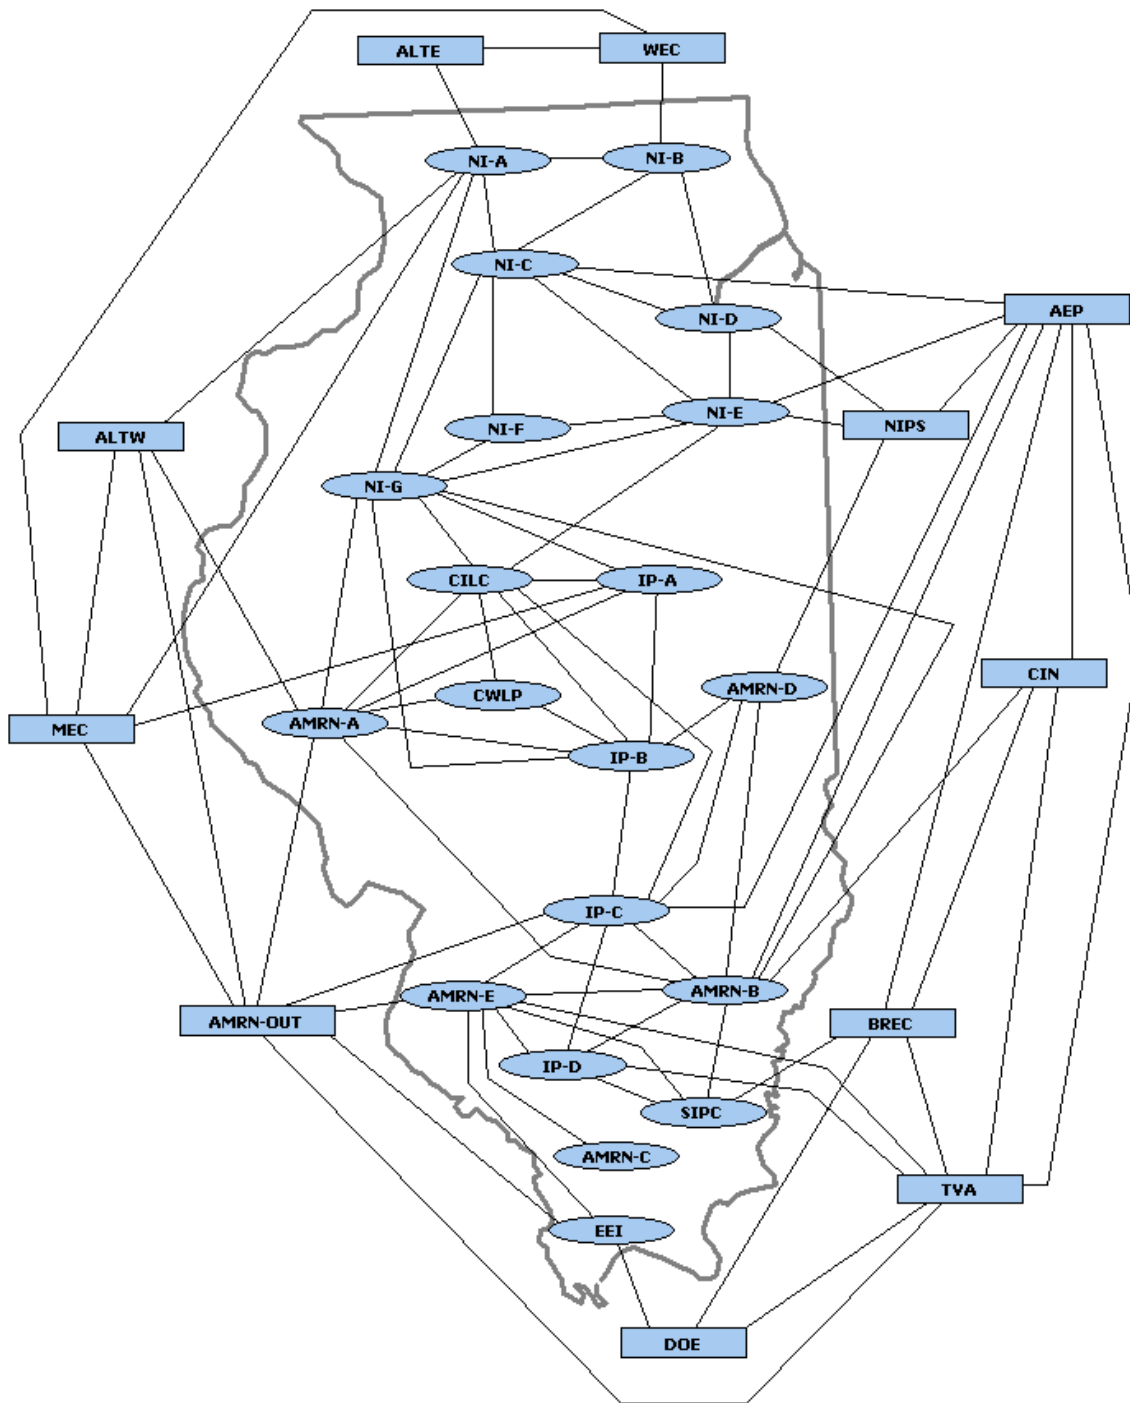 ALTE
WEC
NI-A
NI-B
NI-C
NI-D
AEP
NI-E
NI-F
NIPS
ALTW
NI-G
CILC
IP-A
CWLP
AMRN-D
CIN
AMRN-A
MEC
IP-B
IP-C
AMRN-E
AMRN-B
AMRN-OUT
BREC
IP-D
SIPC
AMRN-C
TVA
EEI
DOE